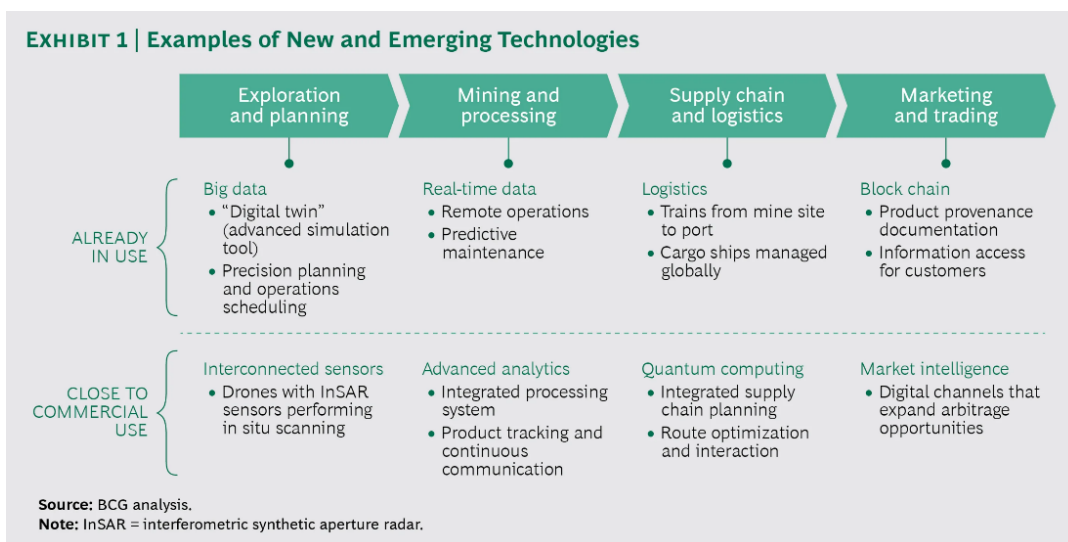 EXHIBIT 1 | Examples of New and Emerging Technologies
Exploration
and planning
Mining and
processing
Supply chain
and logistics
Marketing
and trading
ALREADY
IN USE
Big data
• “Digital twin”
(advanced simulation
tool)
• Precision planning
and operations
scheduling
Real-time data
• Remote operations
• Predictive
maintenance
Logistics
• Trains from mine site
to port
• Cargo ships managed
globally
Block chain
• Product provenance
documentation
• Information access
for customers
CLOSE TO
COMMERCIAL
USE
Interconnected sensors
• Drones with InSAR
sensors performing
in situ scanning
Advanced analytics
• Integrated processing
system
• Product tracking and
continuous
communication
Quantum computing
• Integrated supply
chain planning
• Route optimization
and interaction
Market intelligence
• Digital channels that
expand arbitrage
opportunities
Source: BCG analysis.
Note: InSAR = interferometric synthetic aperture radar.